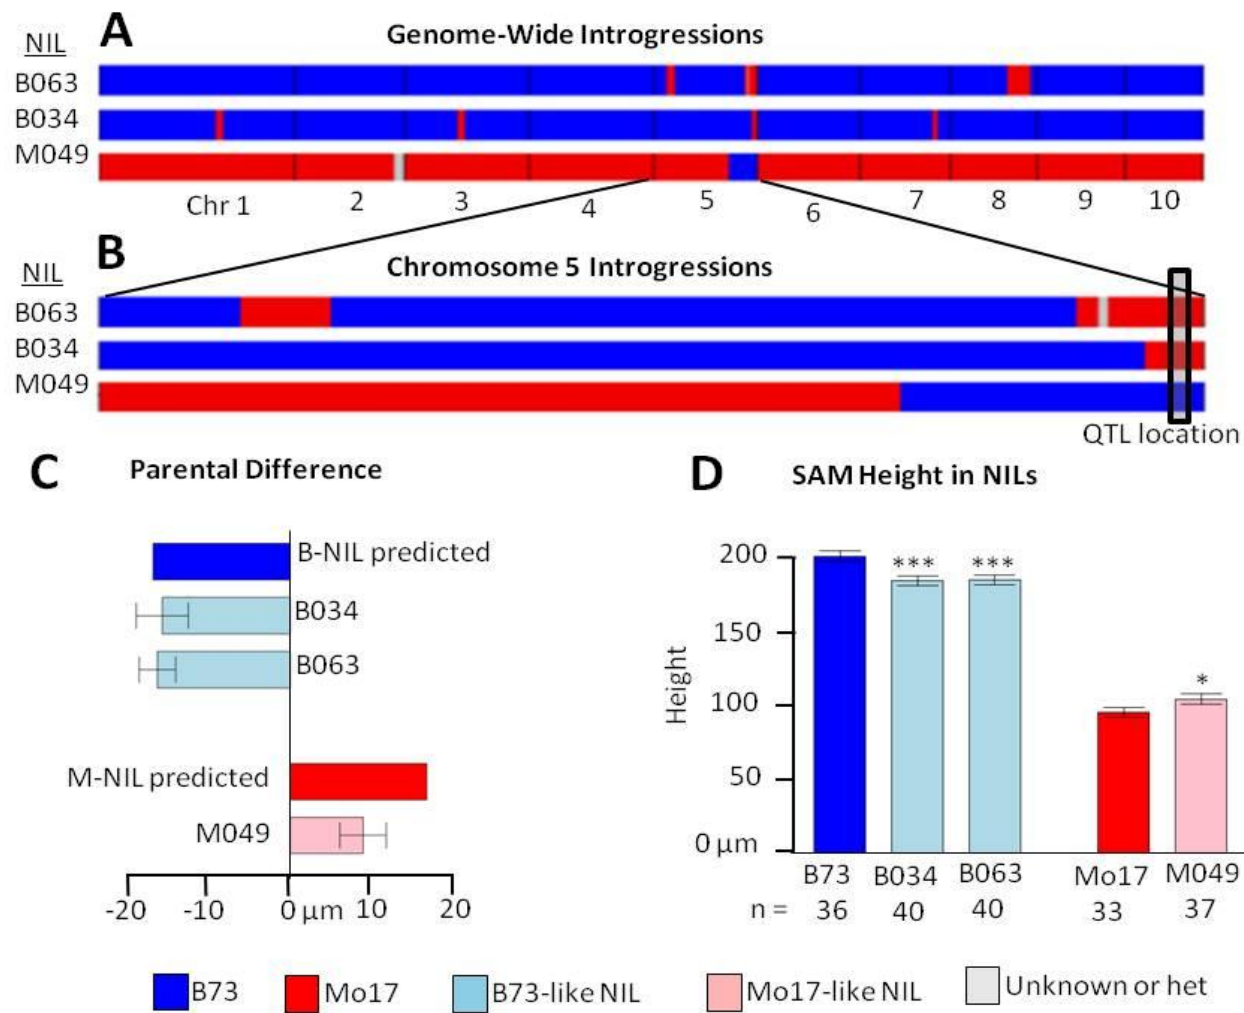 A
Genome-Wide Introgressions
NIL
B063
B034
M049
Chr 1 2 3 4 5 6 7 8 9 10
B
Chromosome 5 Introgressions
NIL
B063
B034
M049
QTL location
C
Parental Difference
B-NIL predicted
B034
B063
M-NIL predicted
M049
-20 -10 0 µm 10 20
D
SAM Height in NILs
Height
200
150
100
50
0 µm
*** ***
*
B73 B034 B063 Mo17 M049
n = 36 40 40 33 37
B73 Mo17 B73-like NIL Mo17-like NIL Unknown or het